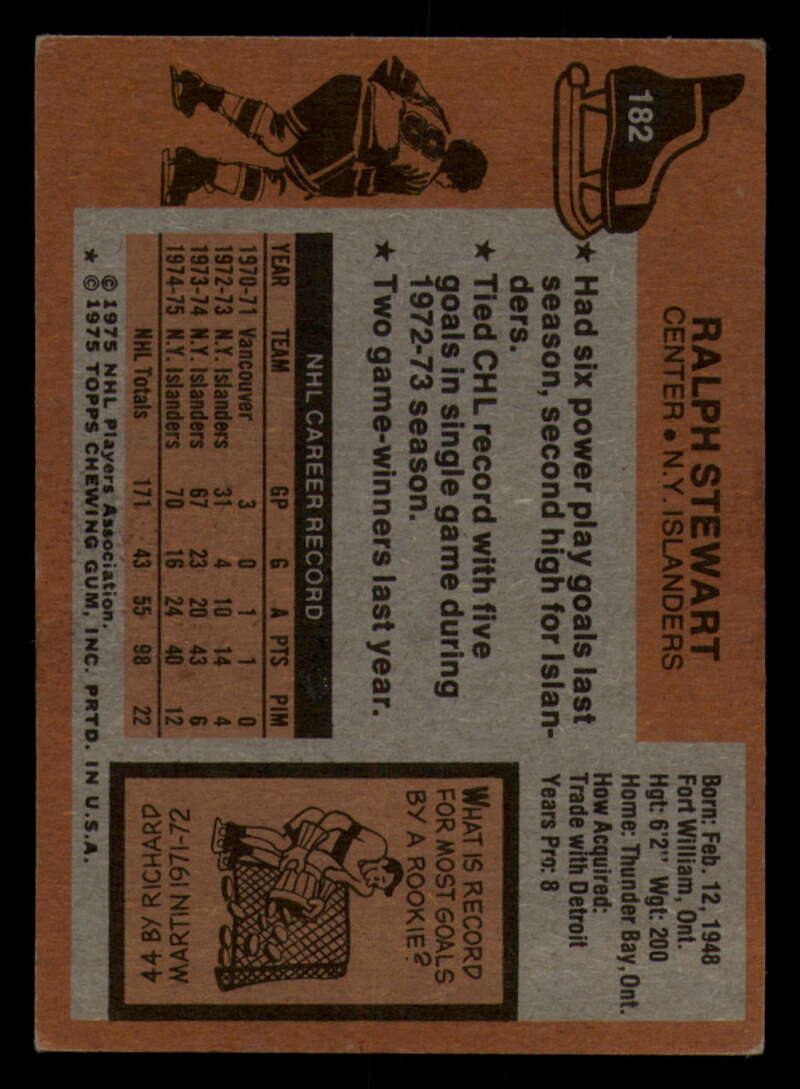 182
RALPH STEWART
CENTER • N.Y. ISLANDERS
★ Had six power play goals last
season, second high for Islan-
ders.
★ Tied CHL record with five
goals in single game during
1972-73 season.
★ Two game-winners last year.
NHL CAREER RECORD
YEAR TEAM GP G A PTS PIM
1970-71 Vancouver 3 0 1 1 0
1972-73 N.Y. Islanders 31 4 10 14 4
1973-74 N.Y. Islanders 67 23 20 43 6
1974-75 N.Y. Islanders 70 16 24 40 12
NHL Totals 171 43 55 98 22
© 1975 NHL Players Association.
★ © 1975 TOPPS CHEWING GUM, INC. PRTD. IN U.S.A.
Born: Feb. 12, 1948
Fort William, Ont.
Hgt: 6'2" Wgt: 200
Home: Thunder Bay, Ont.
How Acquired:
Trade with Detroit
Years Pro: 8
WHAT IS RECORD
FOR MOST GOALS
BY A ROOKIE?
44 BY RICHARD
MARTIN 1971-72
8